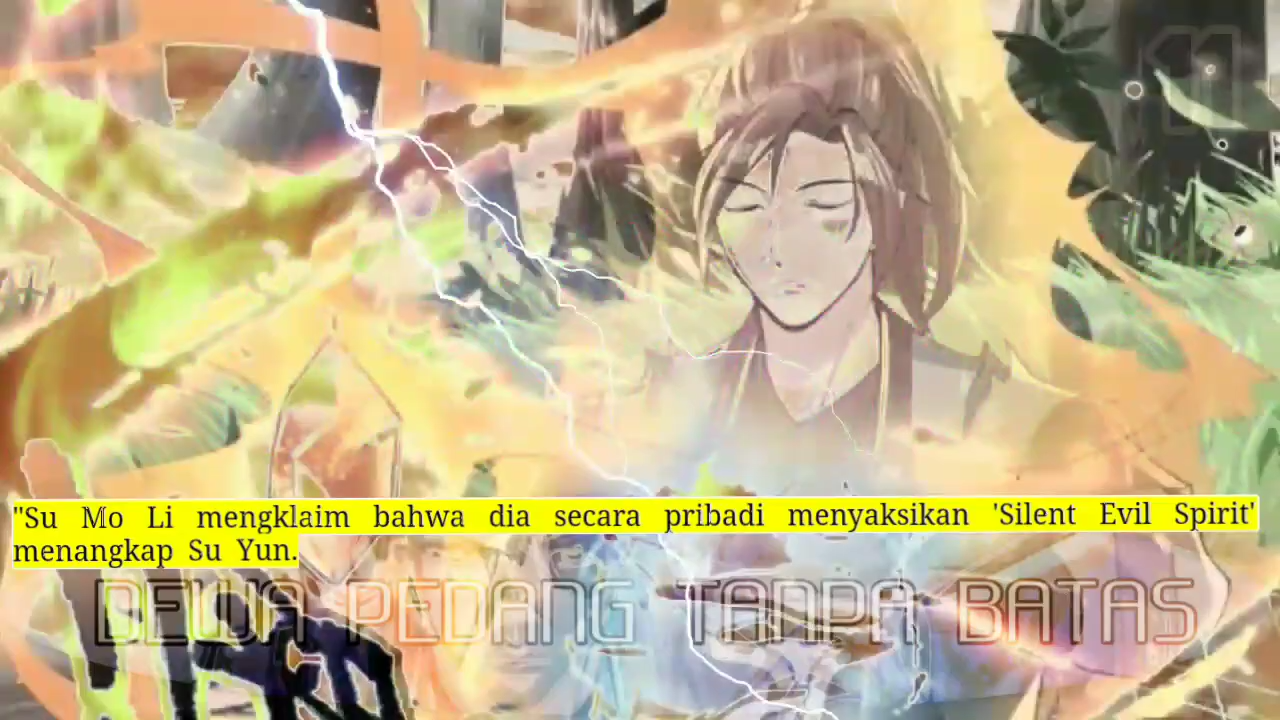 "Su Mo Li mengklaim bahwa dia secara pribadi menyaksikan 'Silent Evil Spirit'
menangkap Su Yun.
DEWA PEDANG TANPA BATAS